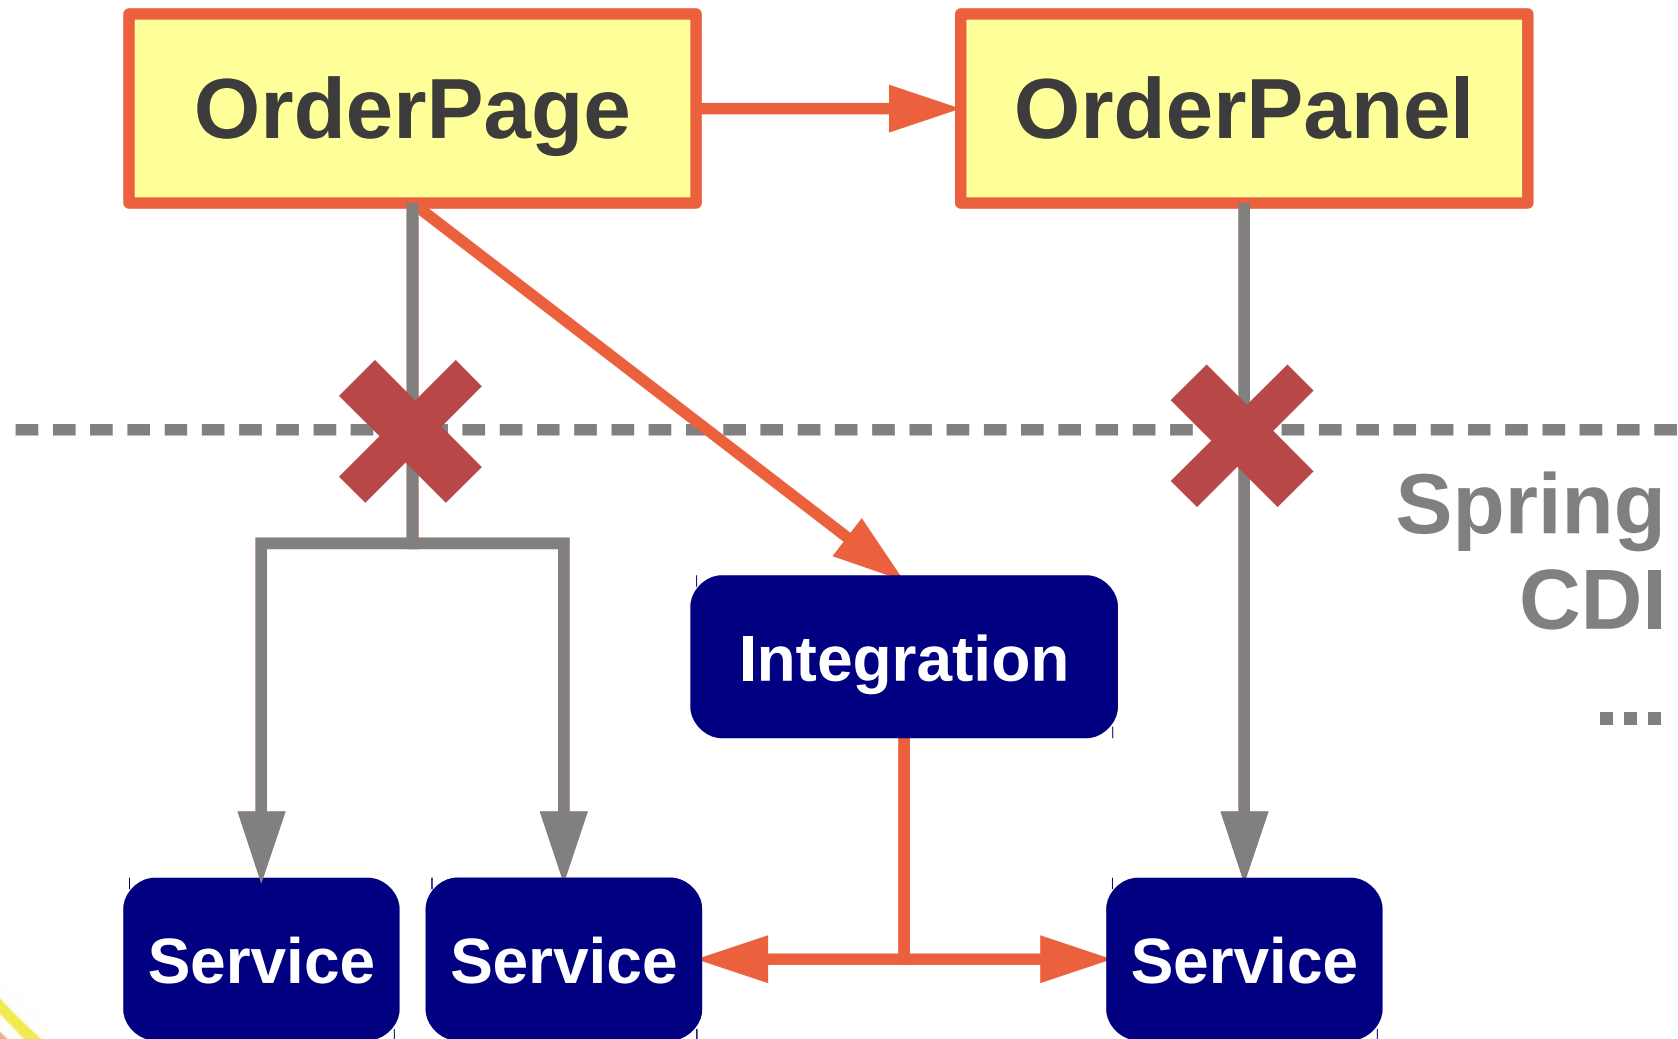 OrderPage
OrderPanel
Spring
CDI
...
Integration
Service
Service
Service